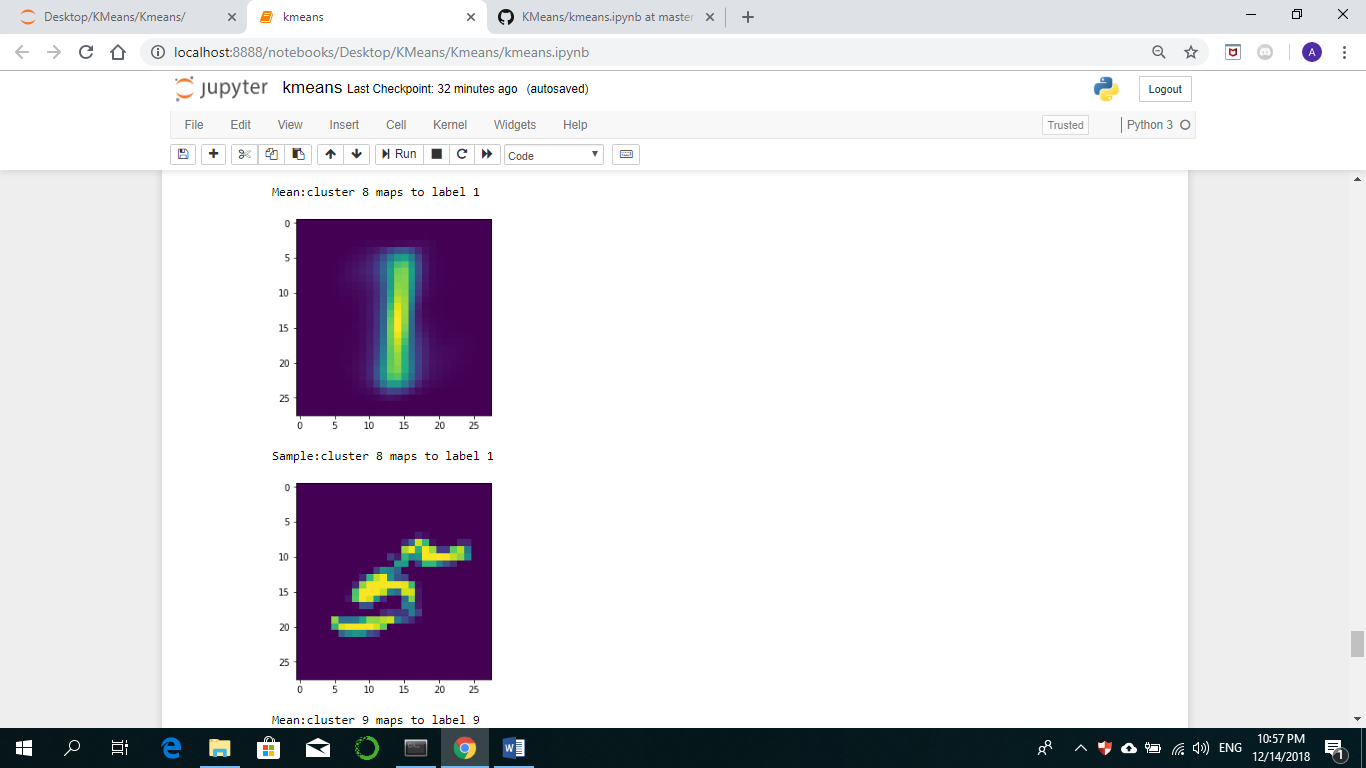 Desktop/KMeans/Kmeans/
kmeans
KMeans/kmeans.ipynb at master
localhost:8888/notebooks/Desktop/KMeans/Kmeans/kmeans.ipynb
A
jupyter kmeans Last Checkpoint: 32 minutes ago (autosaved)
Logout
File Edit View Insert Cell Kernel Widgets Help
Trusted
Python 3
Run
Code
Mean:cluster 8 maps to label 1
0
5
10
15
20
25
0 5 10 15 20 25
Sample:cluster 8 maps to label 1
0
5
10
15
20
25
0 5 10 15 20 25
Mean:cluster 9 maps to label 9
ENG
10:57 PM
12/14/2018
1